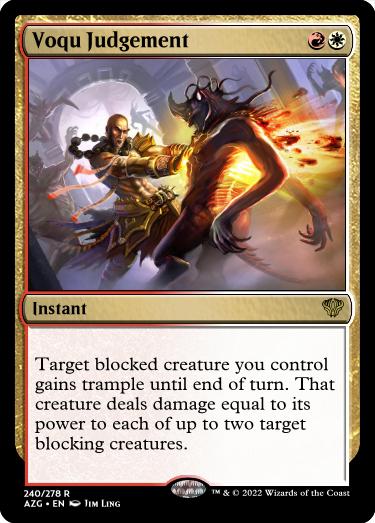 Voqu Judgement
Instant
Target blocked creature you control
gains trample until end of turn. That
creature deals damage equal to its
power to each of up to two target
blocking creatures.
240/278 R
AZG • EN Jim Ling
™ & © 2022 Wizards of the Coast